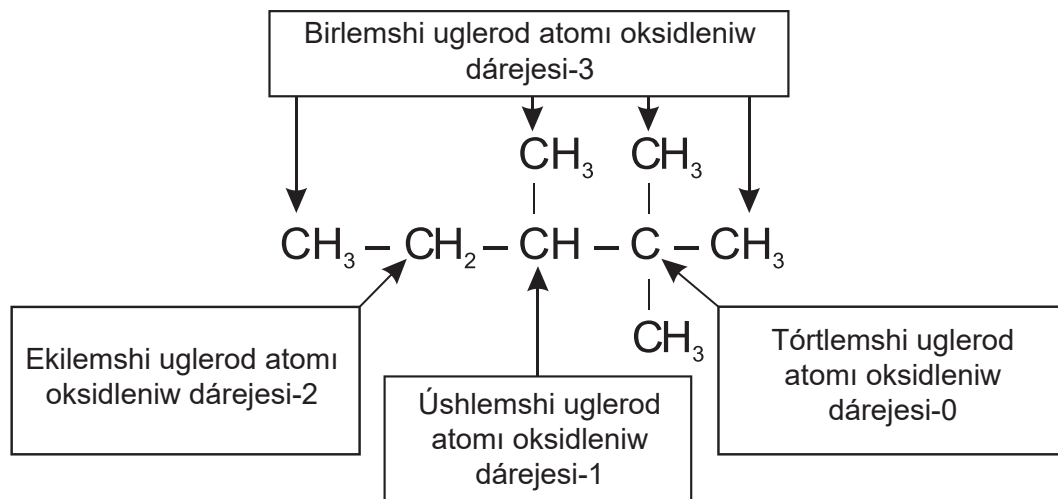 Birlemshi uglerod atomı oksidleniw
dárejesi-3
CH₃ CH₃
CH₃ – CH₂ – CH – C – CH₃
CH₃
Ekilemshi uglerod atomı
oksidleniw dárejesi-2
Úshlemshi uglerod
atomı oksidleniw
dárejesi-1
Tórtlemshi uglerod
atomı oksidleniw
dárejesi-0